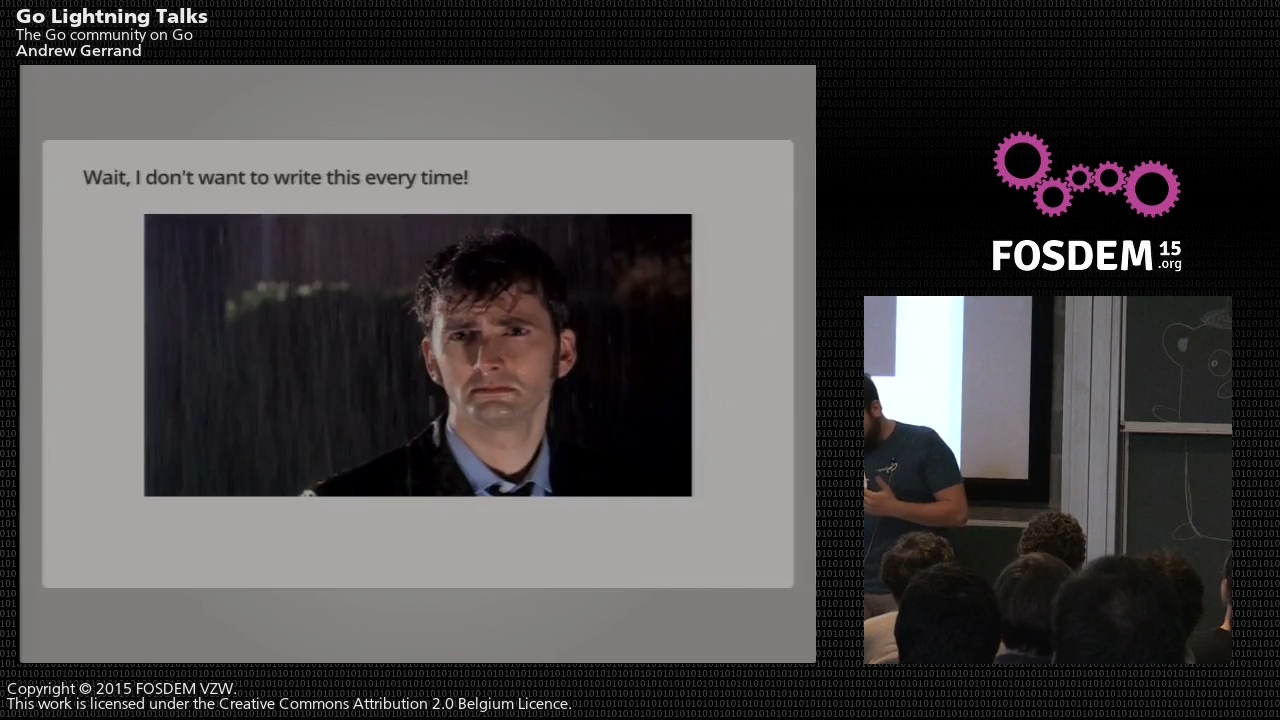 Go Lightning Talks
The Go community on Go
Andrew Gerrand
Wait, I don't want to write this every time!
FOSDEM 15
.org
Copyright © 2015 FOSDEM VZW.
This work is licensed under the Creative Commons Attribution 2.0 Belgium Licence.